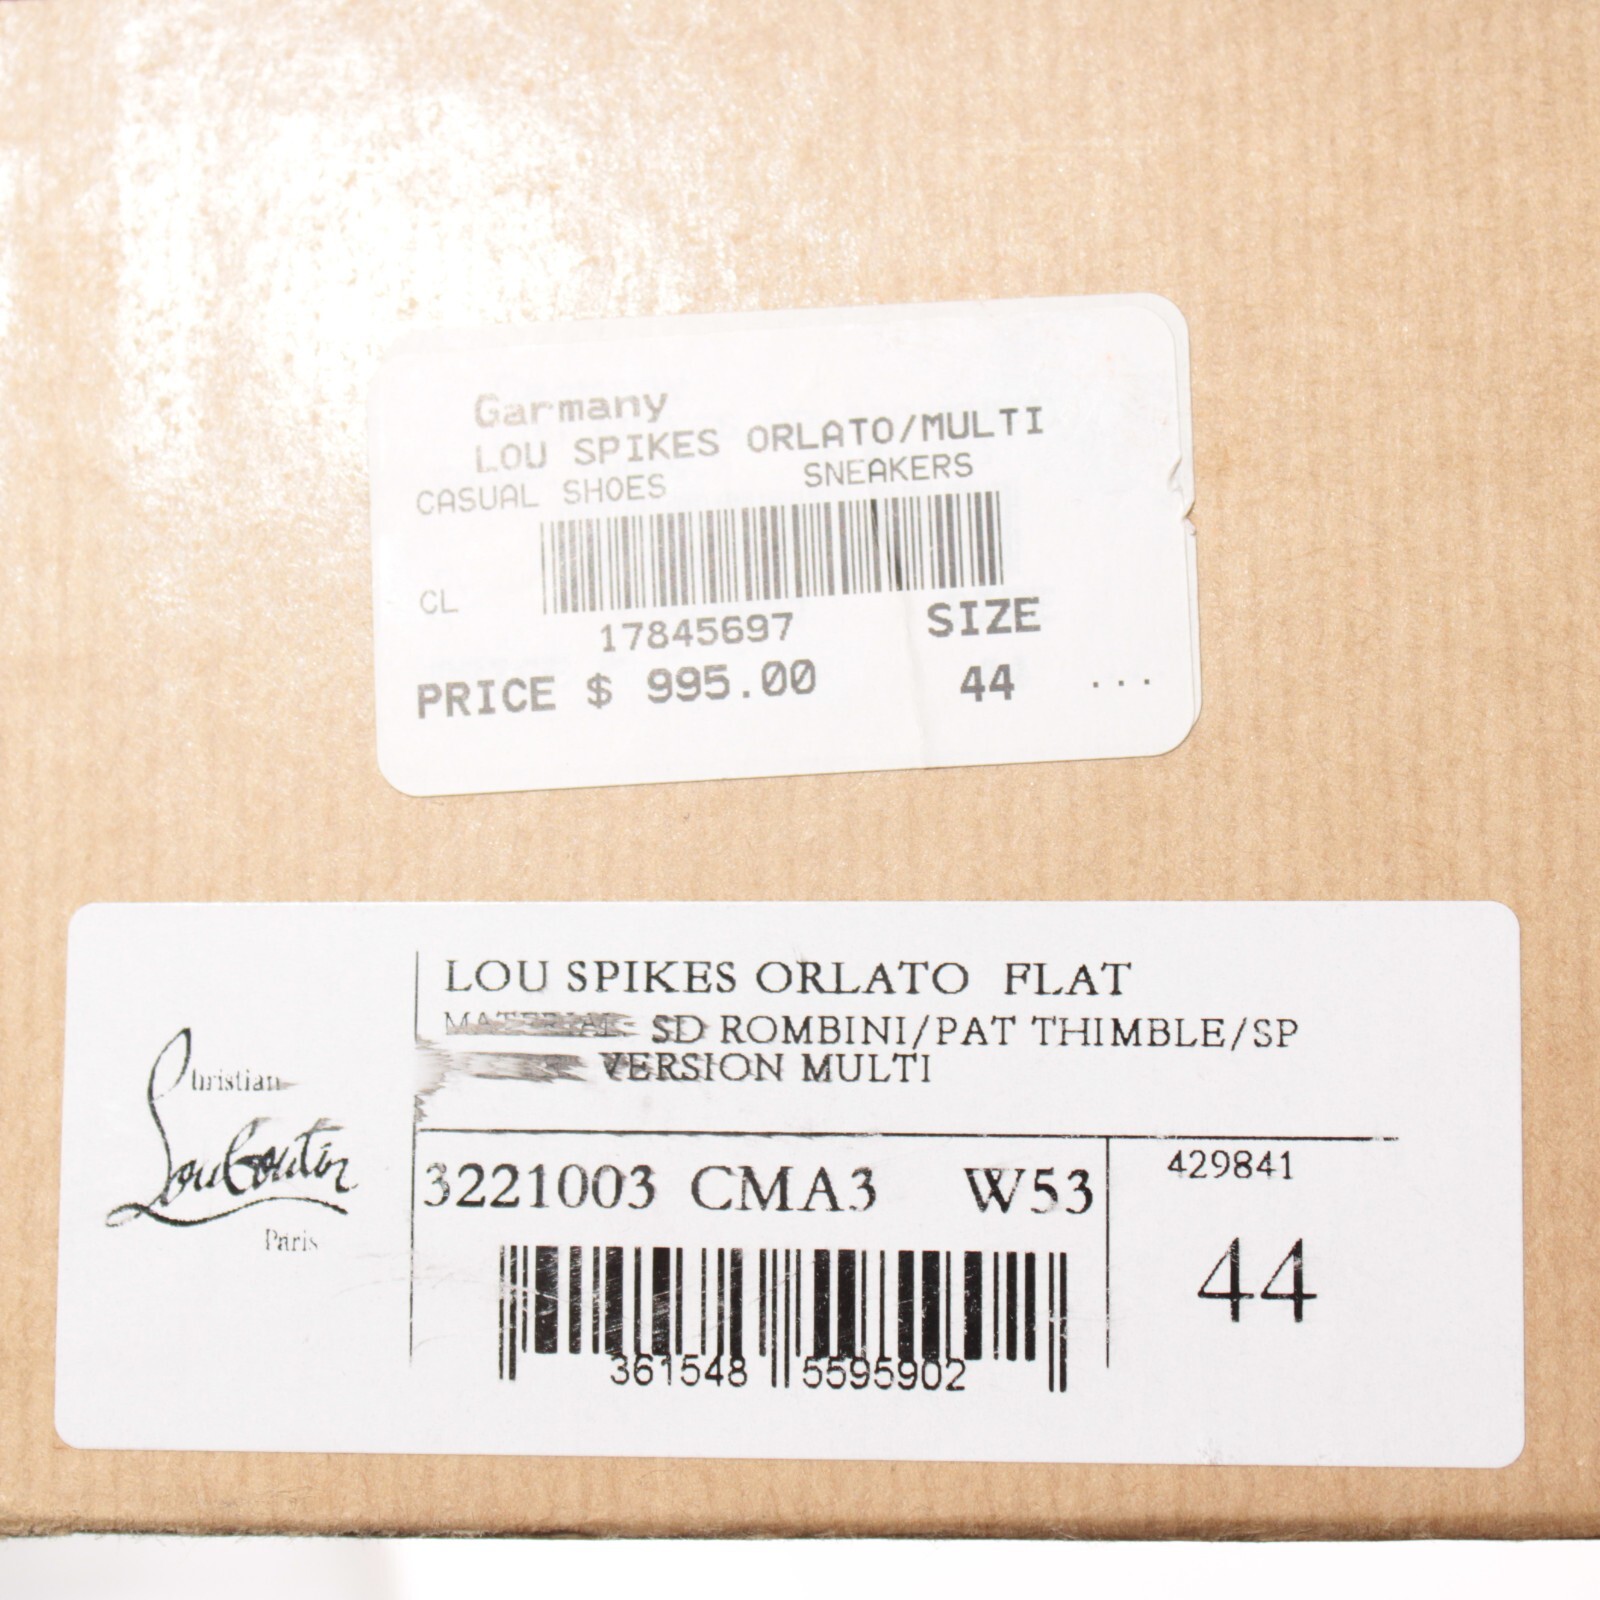 Garmany
LOU SPIKES ORLATO/MULTI
CASUAL SHOES SNEAKERS
CL
17845697
SIZE
PRICE $ 995.00 44 ...
Christian
Louboutin
Paris
LOU SPIKES ORLATO FLAT
MATERIAL: SD ROMBINI/PAT THIMBLE/SP
VERSION MULTI
3221003 CMA3 W53
429841
44
361548 5595902